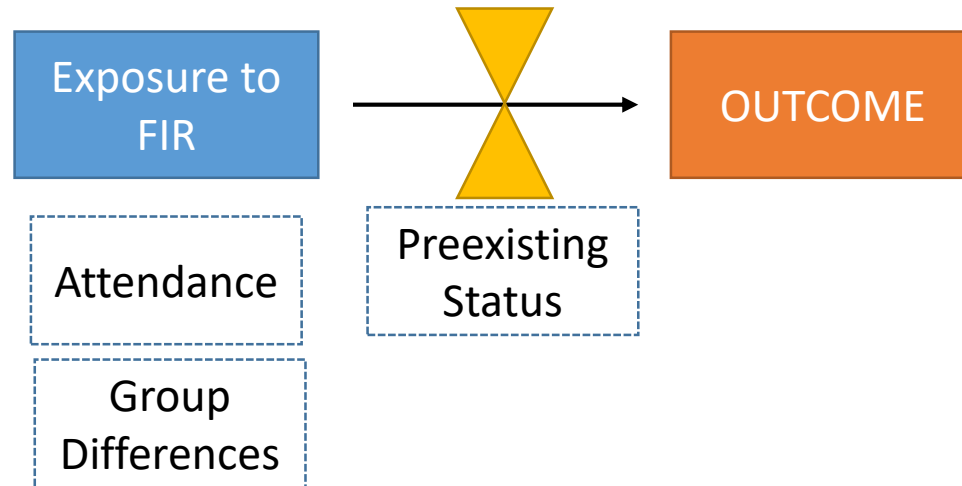 Exposure to
FIR
OUTCOME
Attendance
Preexisting
Status
Group
Differences